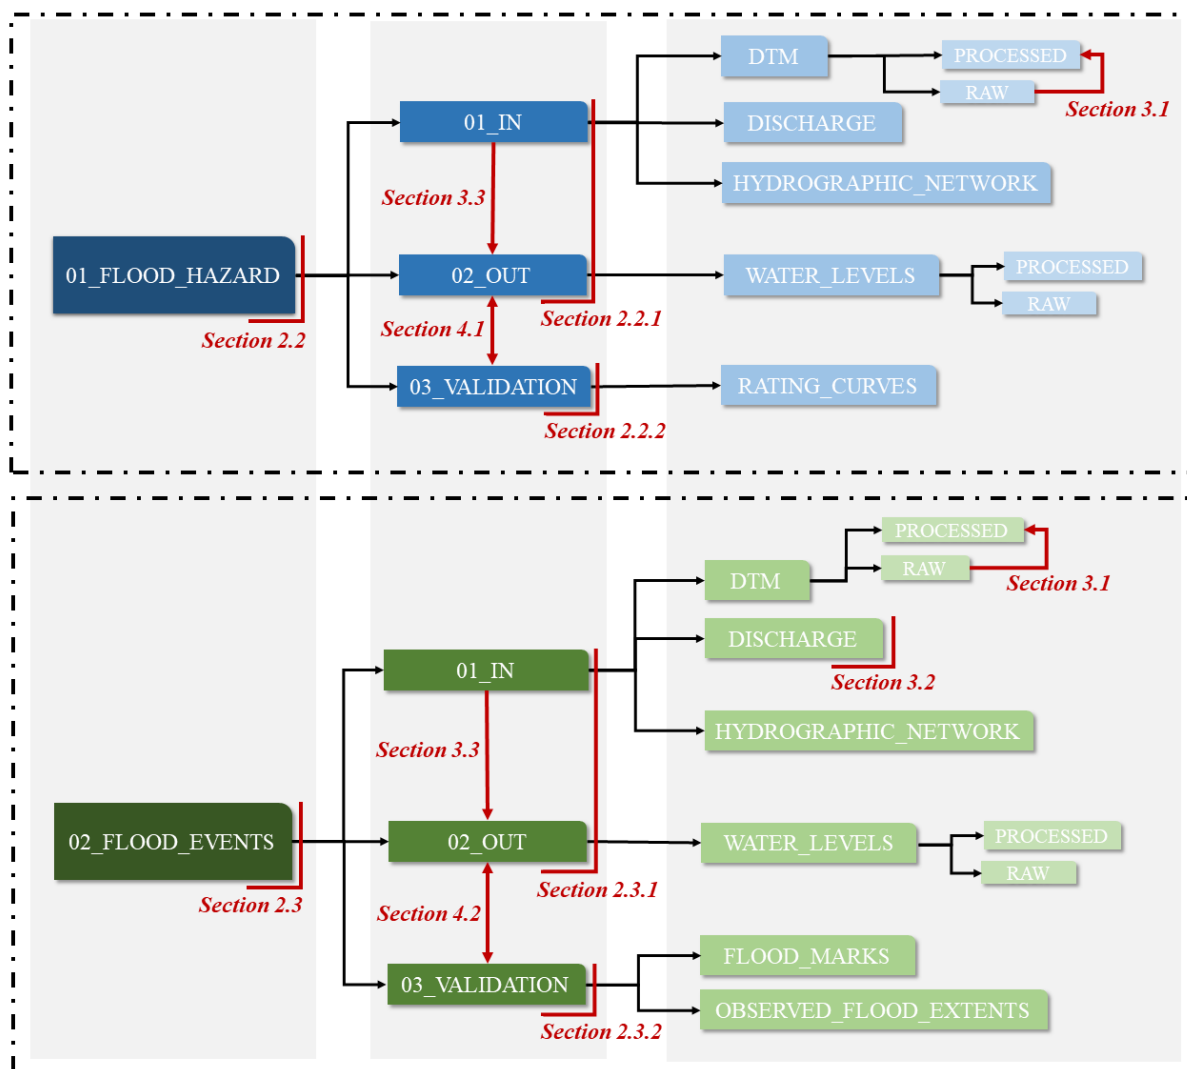 DTM
PROCESSED
RAW
Section 3.1
01_IN
DISCHARGE
Section 3.3
HYDROGRAPHIC_NETWORK
01_FLOOD_HAZARD
02_OUT
WATER_LEVELS
PROCESSED
RAW
Section 2.2
Section 4.1
Section 2.2.1
03_VALIDATION
RATING_CURVES
Section 2.2.2
PROCESSED
RAW
DTM
Section 3.1
DISCHARGE
01_IN
Section 3.2
HYDROGRAPHIC_NETWORK
Section 3.3
02_FLOOD_EVENTS
02_OUT
WATER_LEVELS
PROCESSED
RAW
Section 2.3
Section 2.3.1
Section 4.2
FLOOD_MARKS
03_VALIDATION
OBSERVED_FLOOD_EXTENTS
Section 2.3.2